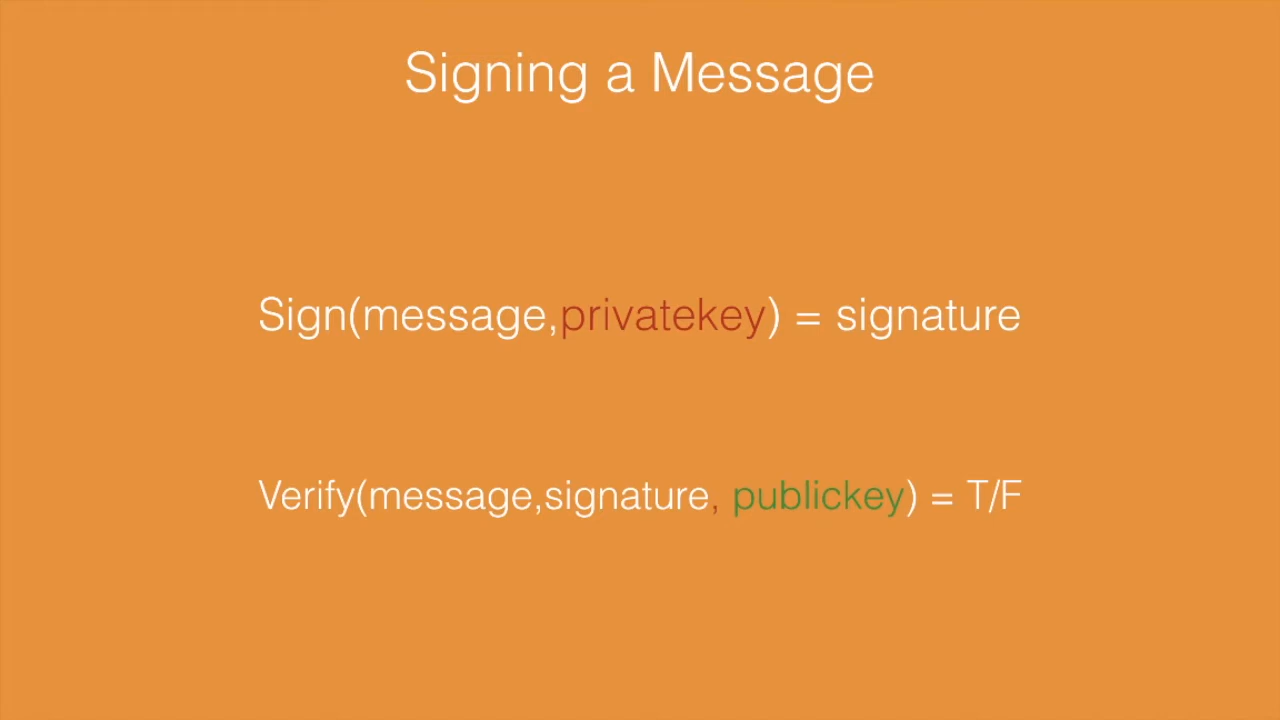 Signing a Message
Sign(message,privatekey) = signature
Verify(message,signature, publickey) = T/F